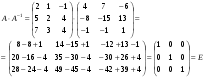 A · A⁻¹ = ( 2 1 -1 ) · ( 4 7 -6 ) =
( 5 2 4 ) ( -8 -15 13 )
( 7 3 4 ) ( -1 -1 1 )
= ( 8-8+1 14-15+1 -12+13-1 ) = ( 1 0 0 ) = E
( 20-16-4 35-30-4 -30+26+4 ) ( 0 1 0 )
( 28-24-4 49-45-4 -42+39+4 ) ( 0 0 1 )